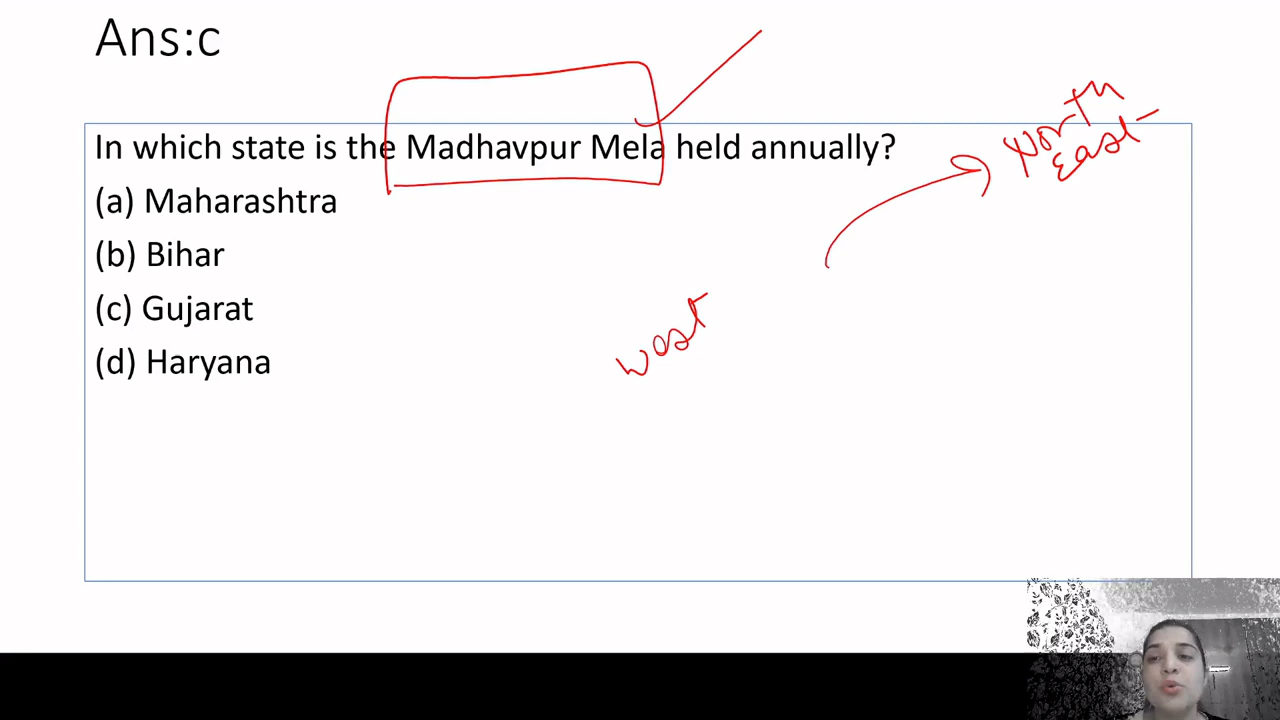 Ans:c
In which state is the Madhavpur Mela held annually?
(a) Maharashtra
(b) Bihar
(c) Gujarat
(d) Haryana
North
East
west